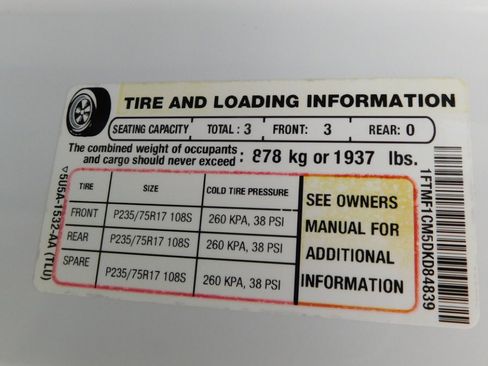 TIRE AND LOADING INFORMATION
SEATING CAPACITY TOTAL : 3 FRONT: 3 REAR: 0
The combined weight of occupants
and cargo should never exceed : 878 kg or 1937 lbs.
TIRE SIZE COLD TIRE PRESSURE
FRONT P235/75R17 108S 260 KPA, 38 PSI
REAR P235/75R17 108S 260 KPA, 38 PSI
SPARE P235/75R17 108S 260 KPA, 38 PSI
SEE OWNERS
MANUAL FOR
ADDITIONAL
INFORMATION
5U5A-1532-AA (TLU)
1FTMF1CM5DKD84839